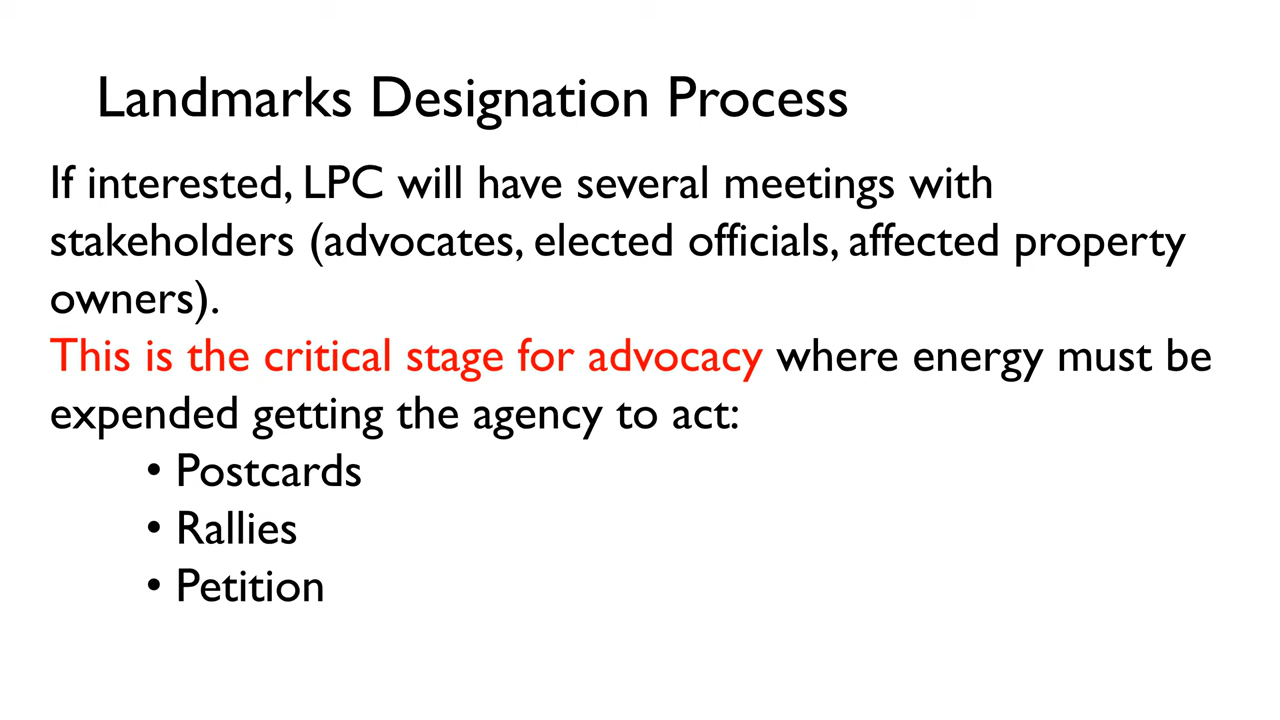 Landmarks Designation Process
If interested, LPC will have several meetings with
stakeholders (advocates, elected officials, affected property
owners).
This is the critical stage for advocacy where energy must be
expended getting the agency to act:
• Postcards
• Rallies
• Petition